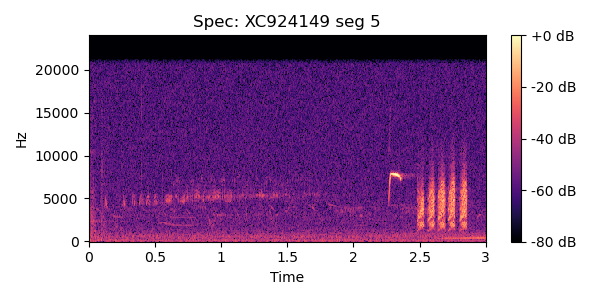 Spec: XC924149 seg 5
+0 dB
20000
-20 dB
15000
Hz
-40 dB
10000
-60 dB
5000
0
-80 dB
0 0.5 1 1.5 2 2.5 3
Time